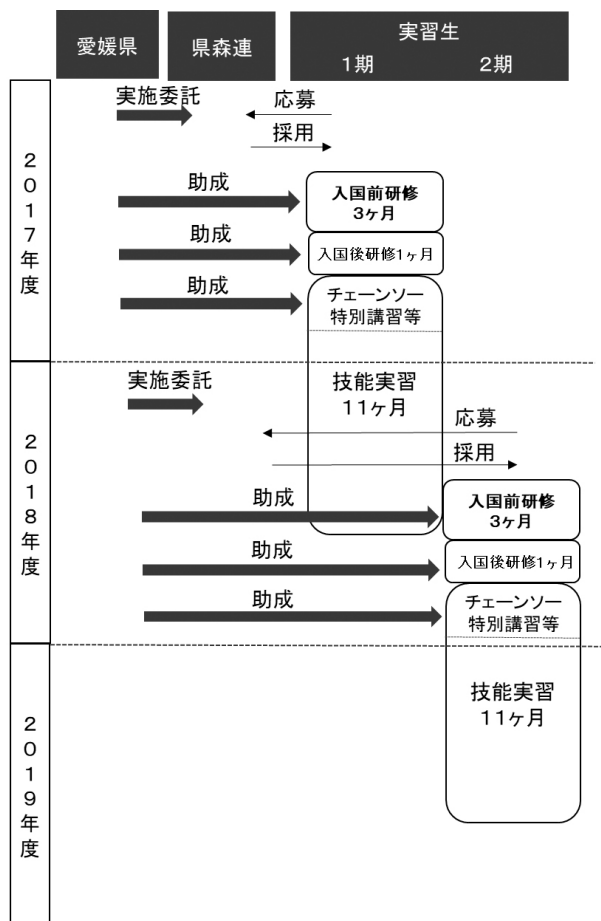 愛媛県
県森連
実習生
1期
2期
2017年度
実施委託
応募
採用
助成
入国前研修
3ヶ月
助成
入国後研修1ヶ月
助成
チェーンソー
特別講習等
技能実習
11ヶ月
2018年度
実施委託
応募
採用
助成
入国前研修
3ヶ月
助成
入国後研修1ヶ月
助成
チェーンソー
特別講習等
2019年度
技能実習
11ヶ月